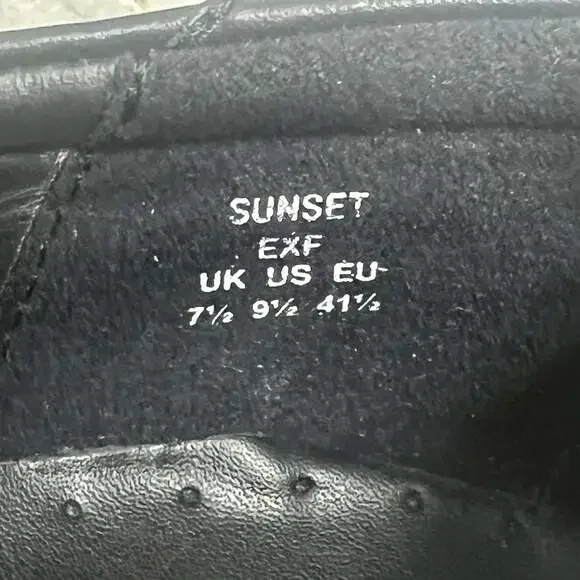 SUNSET
EXF
UK US EU
7½ 9½ 41½